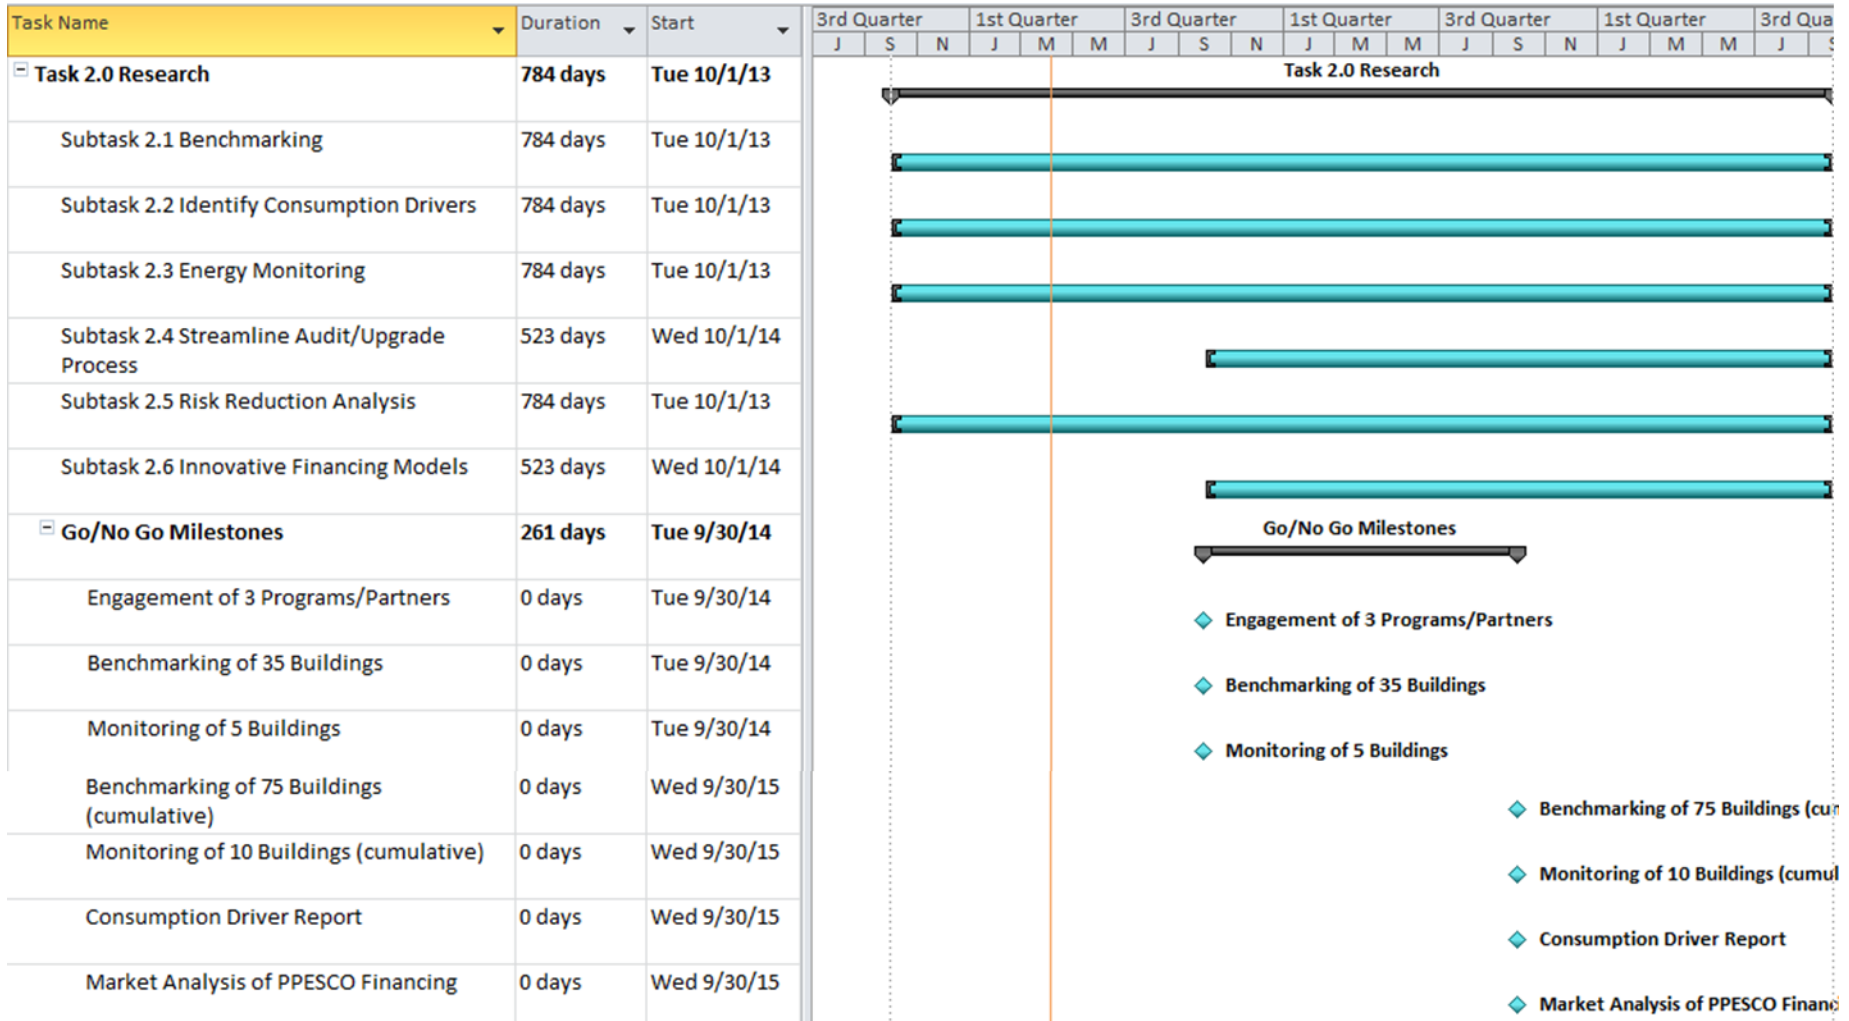 Task Name Duration Start 3rd Quarter 1st Quarter 3rd Quarter 1st Quarter 3rd Quarter 1st Quarter 3rd Qua
J S N J M M J S N J M M J S N J M M J S
Task 2.0 Research 784 days Tue 10/1/13 Task 2.0 Research
Subtask 2.1 Benchmarking 784 days Tue 10/1/13
Subtask 2.2 Identify Consumption Drivers 784 days Tue 10/1/13
Subtask 2.3 Energy Monitoring 784 days Tue 10/1/13
Subtask 2.4 Streamline Audit/Upgrade 523 days Wed 10/1/14
Process
Subtask 2.5 Risk Reduction Analysis 784 days Tue 10/1/13
Subtask 2.6 Innovative Financing Models 523 days Wed 10/1/14
Go/No Go Milestones 261 days Tue 9/30/14 Go/No Go Milestones
Engagement of 3 Programs/Partners 0 days Tue 9/30/14 Engagement of 3 Programs/Partners
Benchmarking of 35 Buildings 0 days Tue 9/30/14 Benchmarking of 35 Buildings
Monitoring of 5 Buildings 0 days Tue 9/30/14 Monitoring of 5 Buildings
Benchmarking of 75 Buildings 0 days Wed 9/30/15 Benchmarking of 75 Buildings (cum
(cumulative)
Monitoring of 10 Buildings (cumulative) 0 days Wed 9/30/15 Monitoring of 10 Buildings (cumul
Consumption Driver Report 0 days Wed 9/30/15 Consumption Driver Report
Market Analysis of PPESCO Financing 0 days Wed 9/30/15 Market Analysis of PPESCO Financ